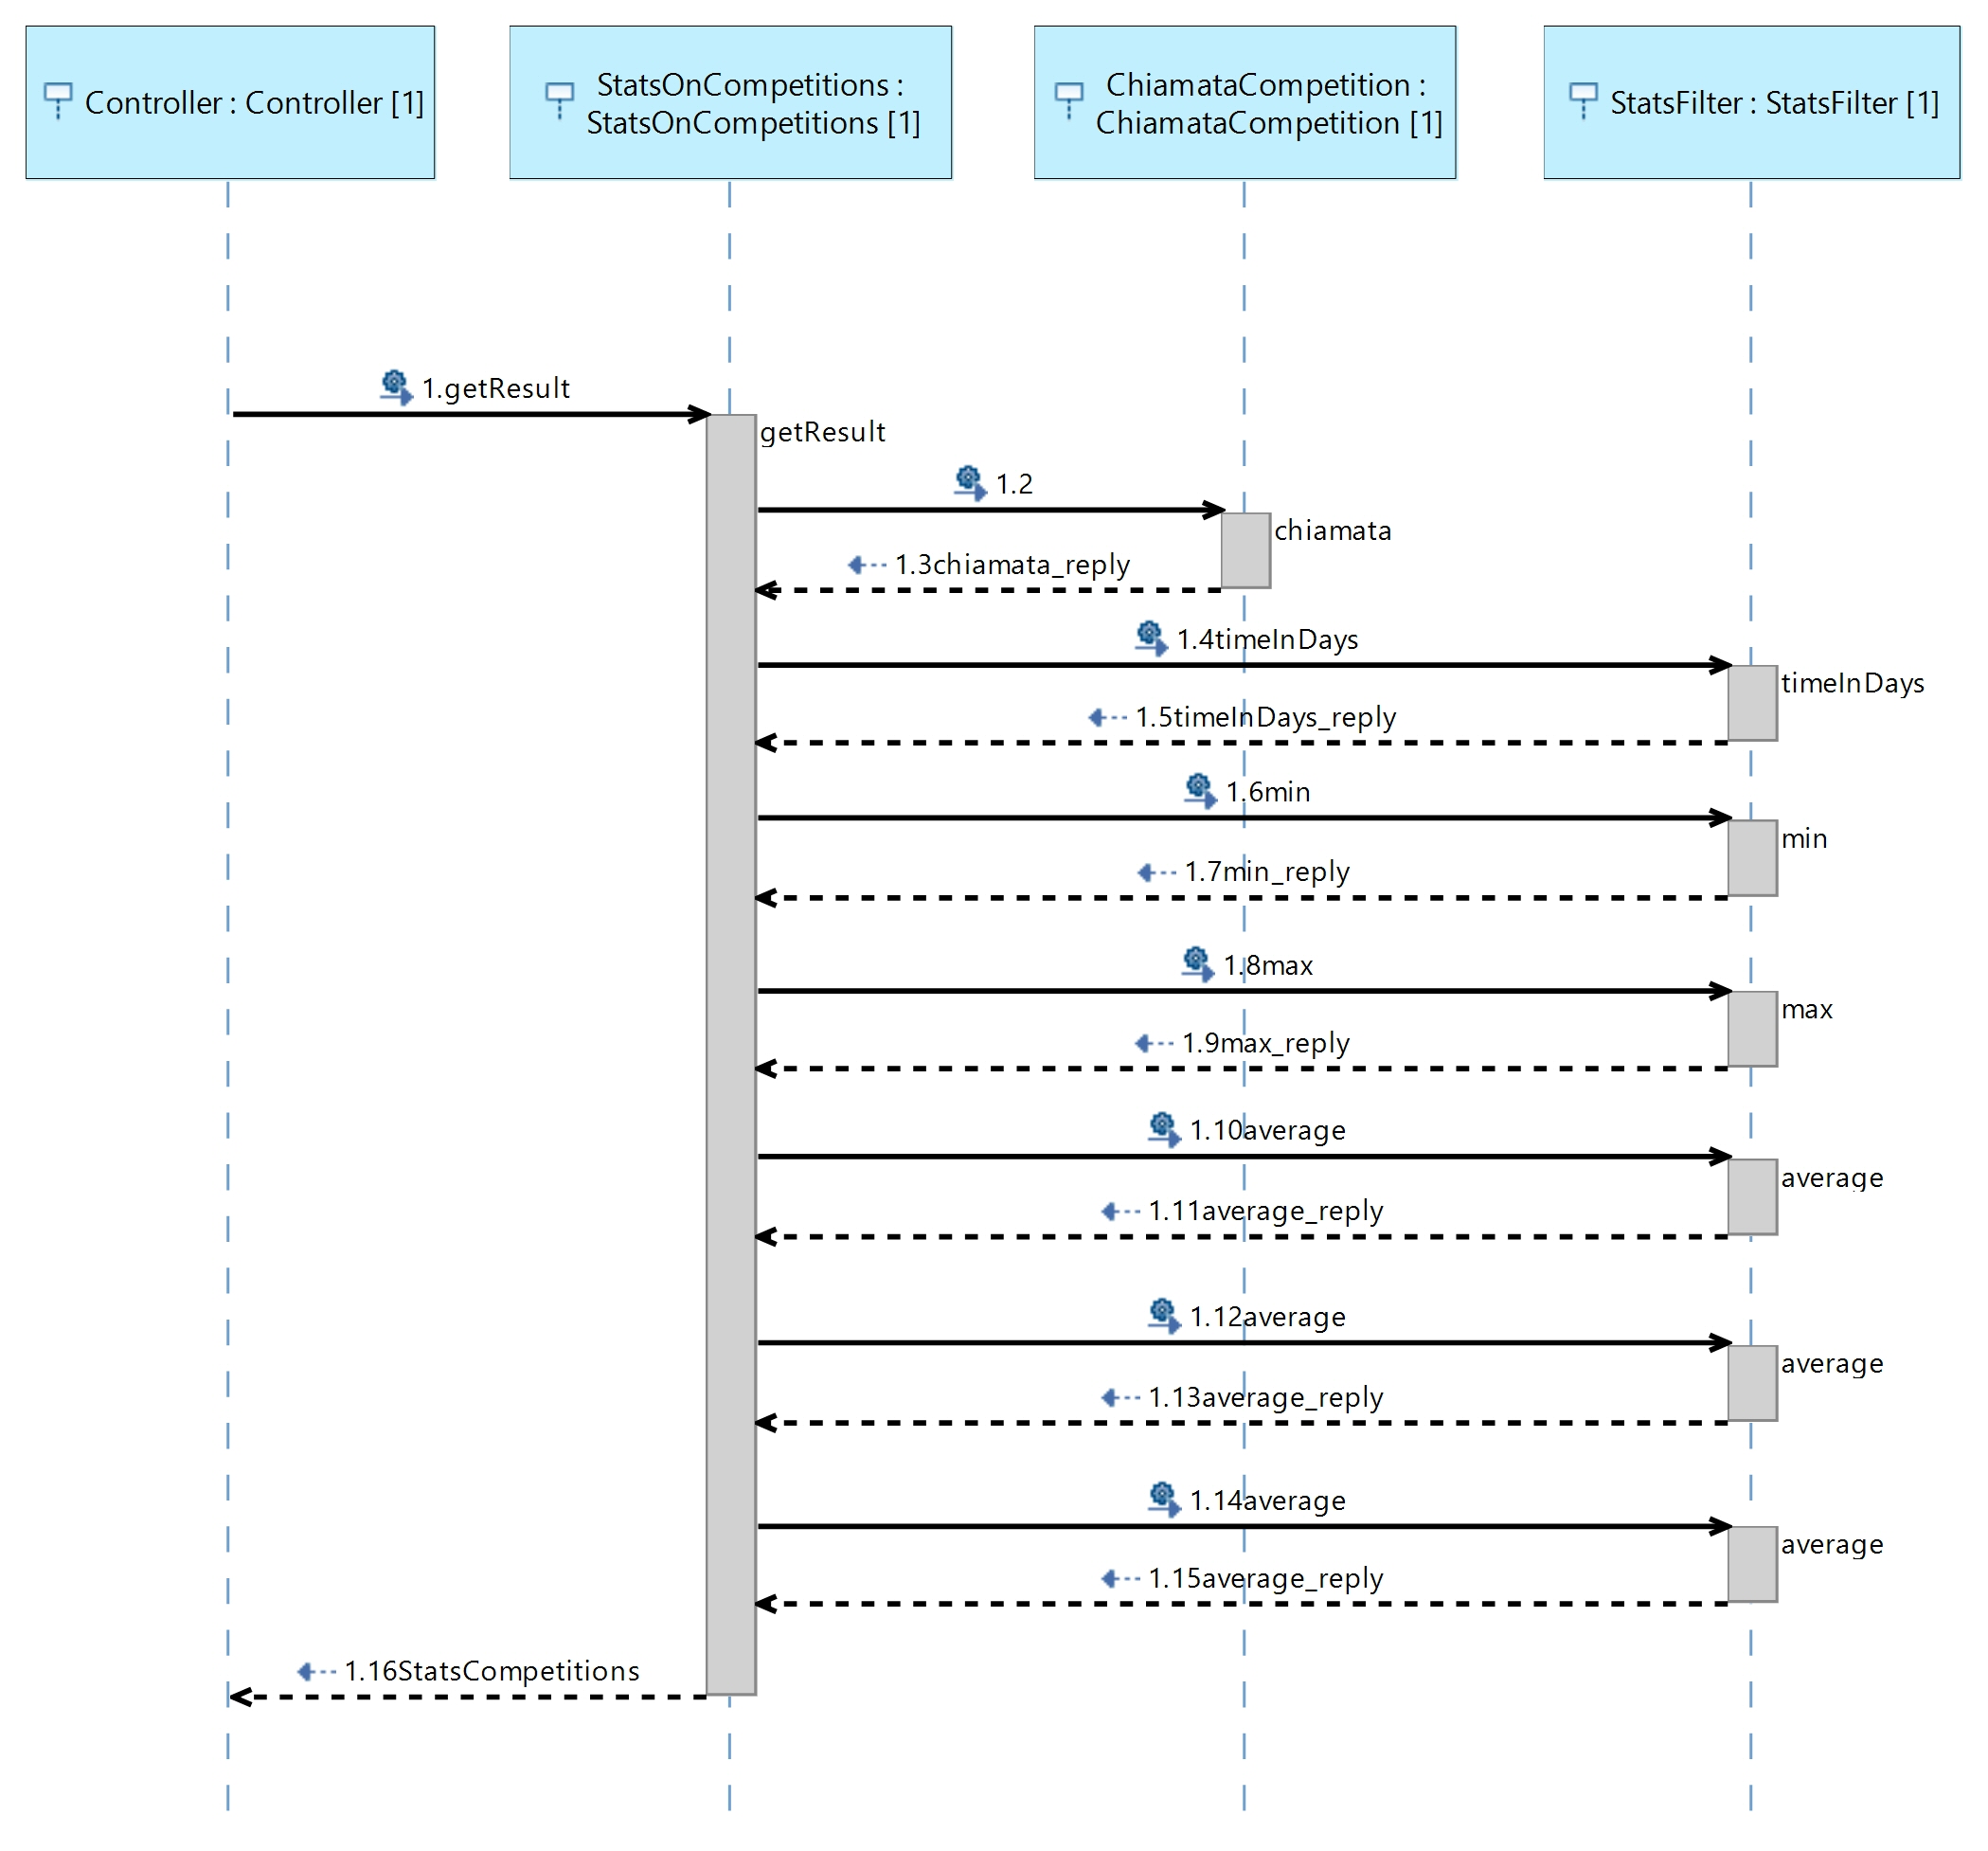 Controller : Controller [1]
StatsOnCompetitions :
StatsOnCompetitions [1]
ChiamataCompetition :
ChiamataCompetition [1]
StatsFilter : StatsFilter [1]
1.getResult
getResult
1.2
chiamata
1.3chiamata_reply
1.4timeInDays
timeInDays
1.5timeInDays_reply
1.6min
min
1.7min_reply
1.8max
max
1.9max_reply
1.10average
average
1.11average_reply
1.12average
average
1.13average_reply
1.14average
average
1.15average_reply
1.16StatsCompetitions